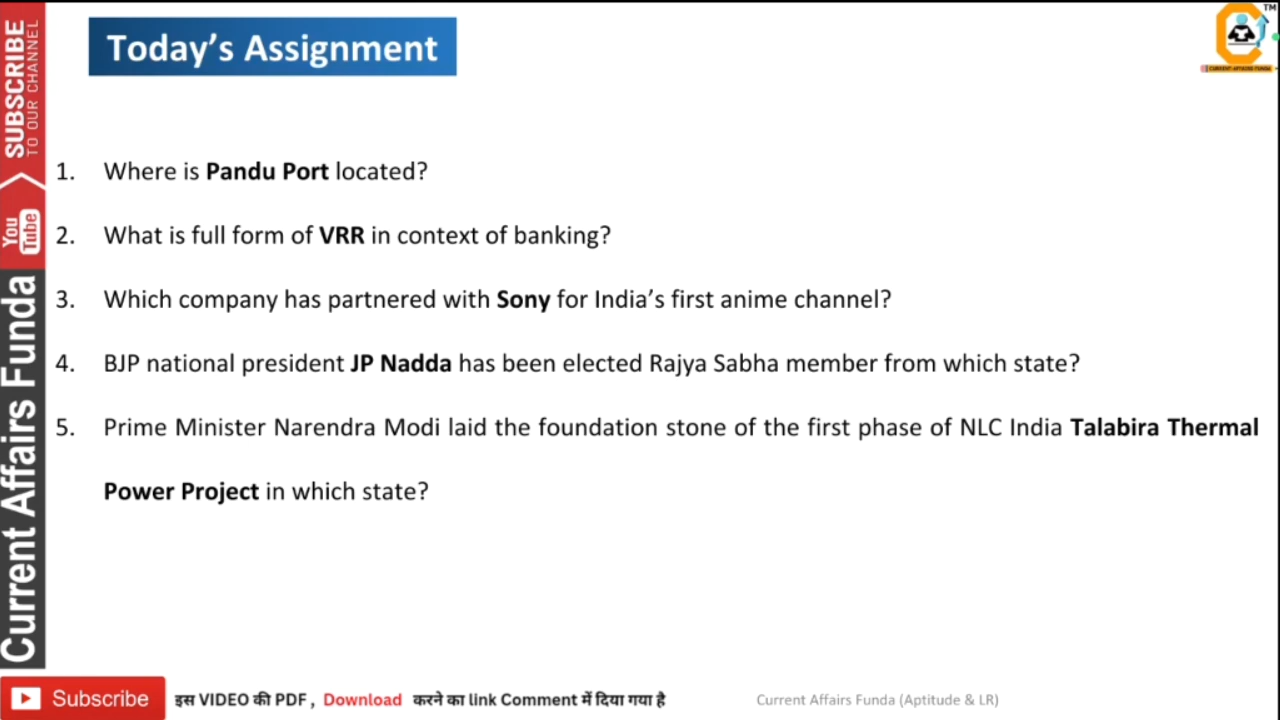 Today's Assignment
TM
CURRENT AFFAIRS FUNDA
SUBSCRIBE
TO OUR CHANNEL
You
Tube
Current Affairs Funda
1. Where is Pandu Port located?
2. What is full form of VRR in context of banking?
3. Which company has partnered with Sony for India's first anime channel?
4. BJP national president JP Nadda has been elected Rajya Sabha member from which state?
5. Prime Minister Narendra Modi laid the foundation stone of the first phase of NLC India Talabira Thermal
Power Project in which state?
Subscribe
इस VIDEO की PDF , Download करने का link Comment में दिया गया है
Current Affairs Funda (Aptitude & LR)